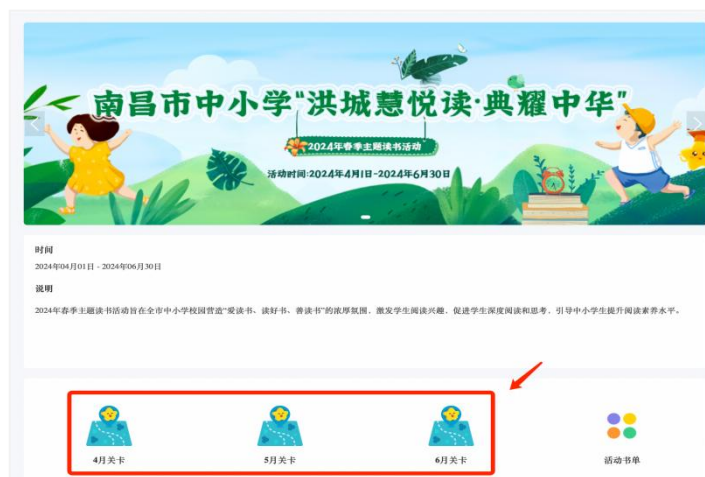 南昌市中小学“洪城慧悦读·典耀中华”
2024年春季主题读书活动
活动时间:2024年4月1日-2024年6月30日
时间
2024年04月01日 - 2024年06月30日
说明
2024年春季主题读书活动旨在全市中小学校园营造“爱读书、读好书、善读书”的浓厚氛围，激发学生阅读兴趣，促进学生深度阅读和思考，引导中小学生提升阅读素养水平。
4月关卡
5月关卡
6月关卡
活动书单